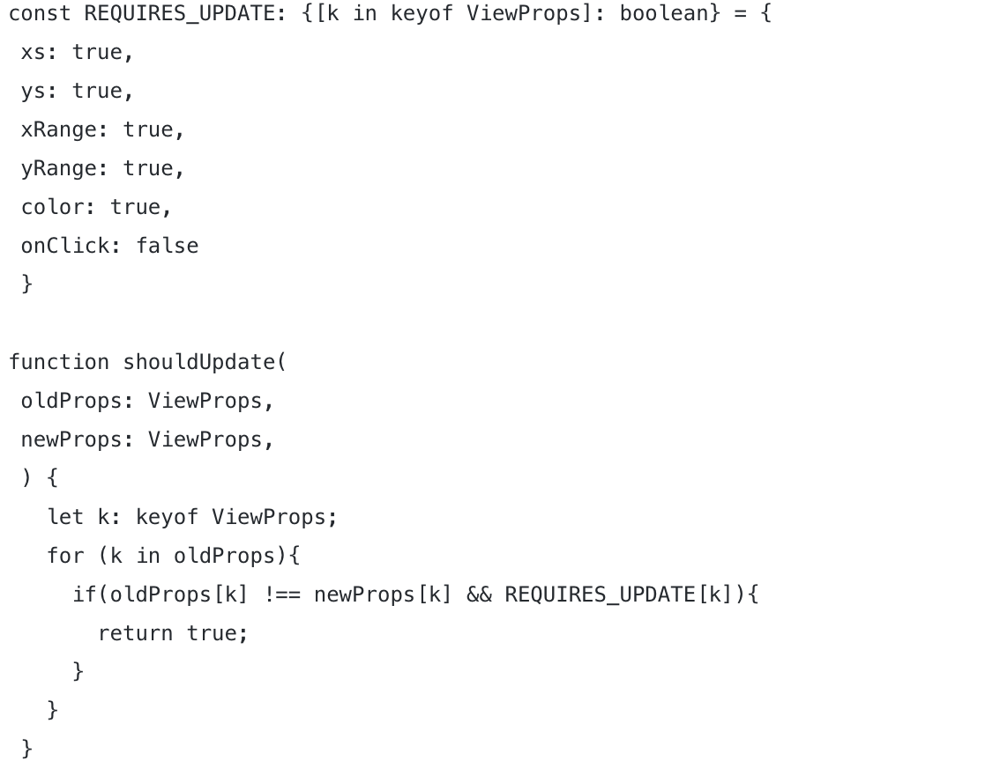 const REQUIRES_UPDATE: {[k in keyof ViewProps]: boolean} = {
 xs: true,
 ys: true,
 xRange: true,
 yRange: true,
 color: true,
 onClick: false
 }

function shouldUpdate(
 oldProps: ViewProps,
 newProps: ViewProps,
 ) {
   let k: keyof ViewProps;
   for (k in oldProps){
     if(oldProps[k] !== newProps[k] && REQUIRES_UPDATE[k]){
       return true;
     }
   }
 }